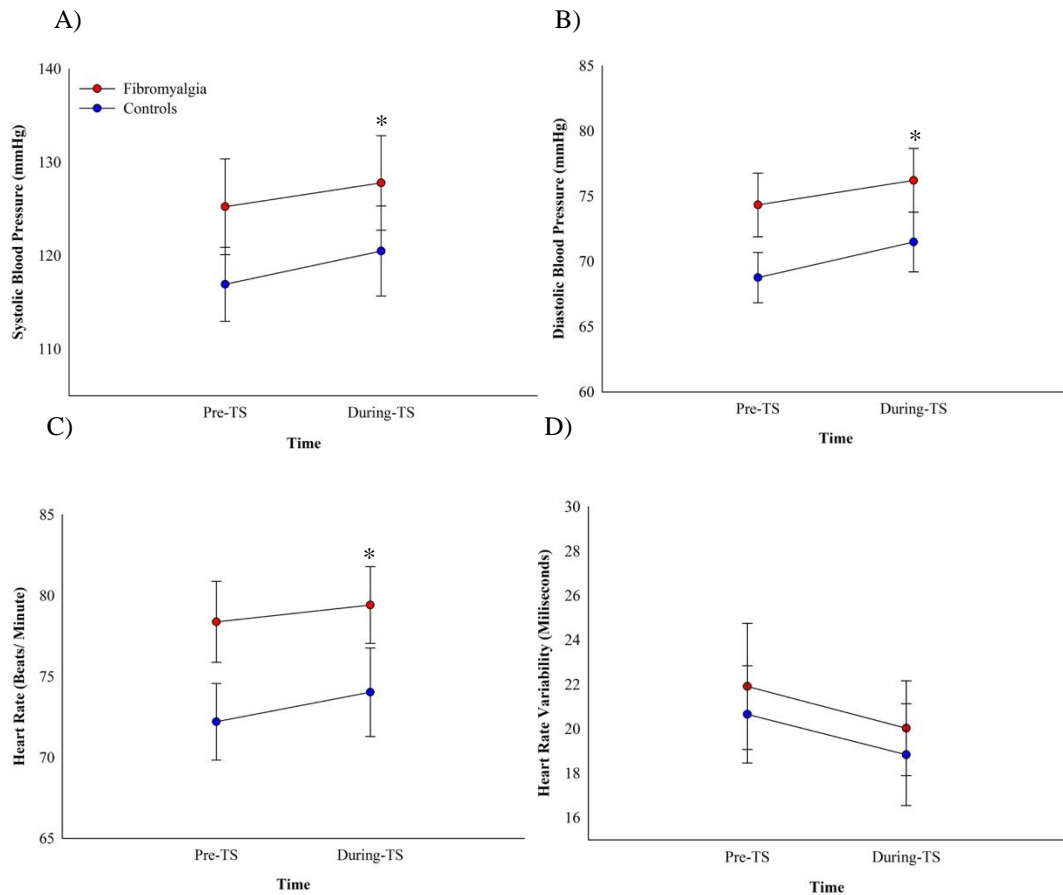 A)
140
130
120
110
Systolic Blood Pressure (mmHg)
Fibromyalgia
Controls
*
Pre-TS During-TS
Time
B)
85
80
75
70
65
60
Diastolic Blood Pressure (mmHg)
*
Pre-TS During-TS
Time
C)
85
80
75
70
65
Heart Rate (Beats/ Minute)
*
Pre-TS During-TS
Time
D)
30
28
26
24
22
20
18
16
Heart Rate Variability (Miliseconds)
Pre-TS During-TS
Time